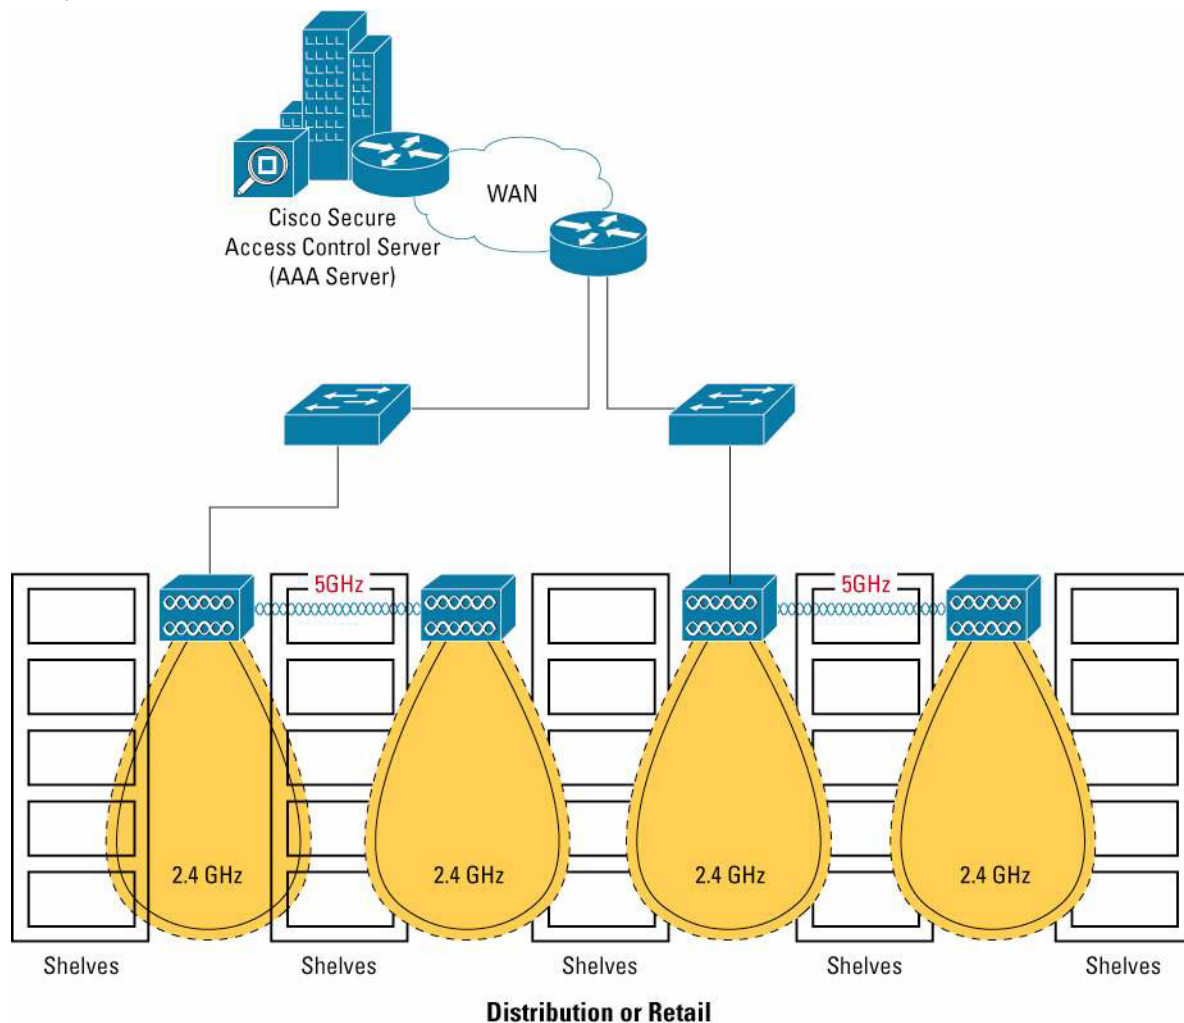 WAN
Cisco Secure
Access Control Server
(AAA Server)
5GHz
5GHz
2.4 GHz
2.4 GHz
2.4 GHz
2.4 GHz
Shelves
Shelves
Shelves
Shelves
Shelves
Distribution or Retail